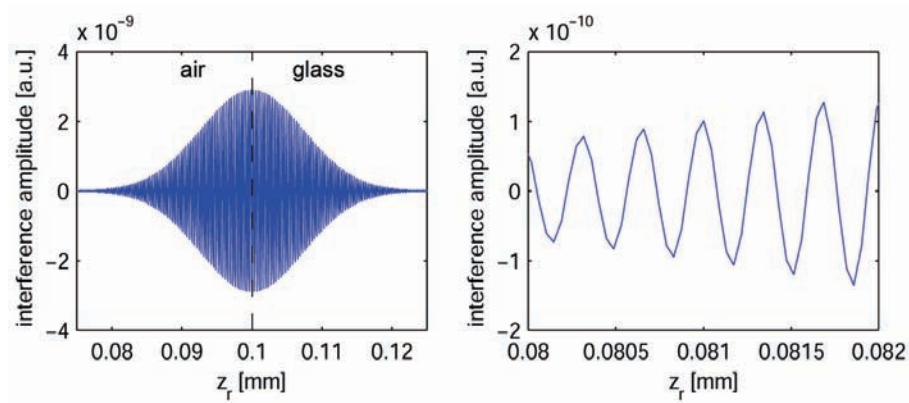 x 10⁻⁹
4
2
0
−2
−4
interference amplitude [a.u.]
air
glass
0.08 0.09 0.1 0.11 0.12
z_r [mm]
x 10⁻¹⁰
2
1
0
−1
−2
interference amplitude [a.u.]
0.08 0.0805 0.081 0.0815 0.082
z_r [mm]